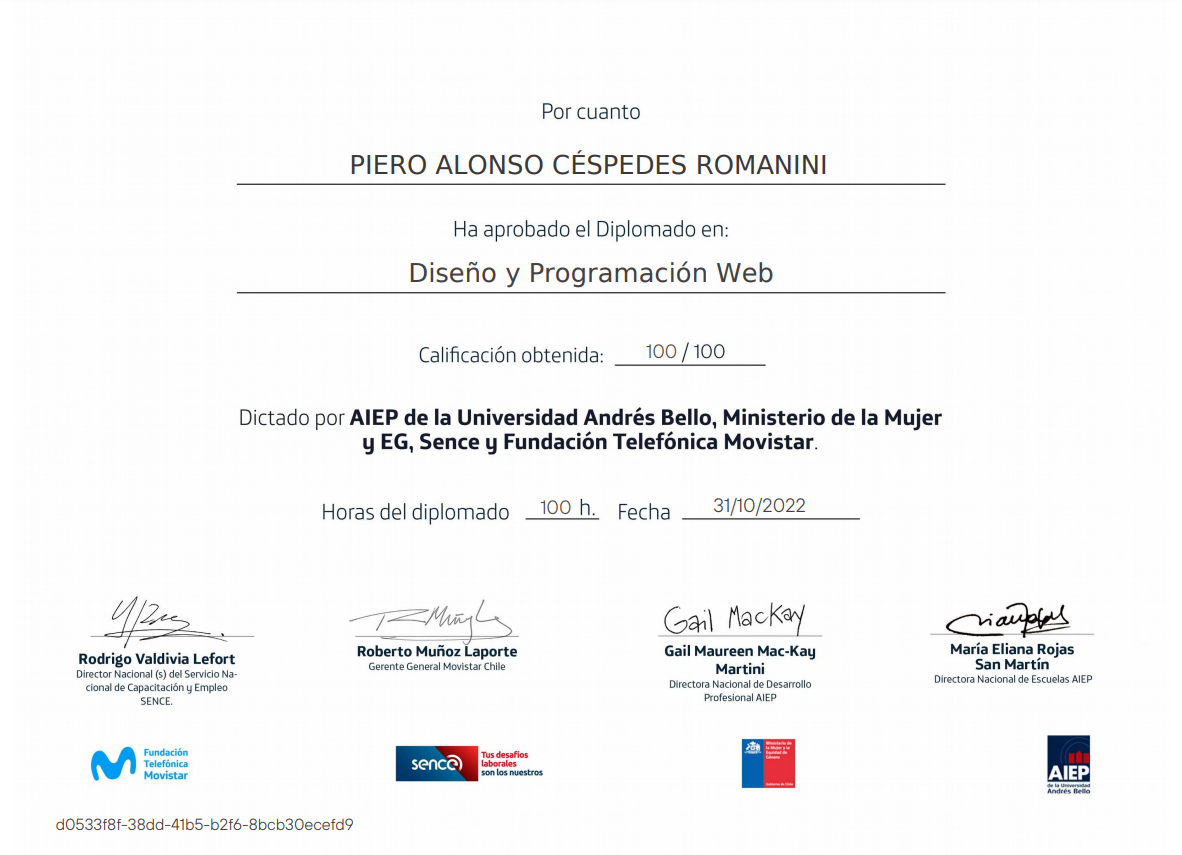 Por cuanto
PIERO ALONSO CÉSPEDES ROMANINI
Ha aprobado el Diplomado en:
Diseño y Programación Web
Calificación obtenida: 100 / 100
Dictado por AIEP de la Universidad Andrés Bello, Ministerio de la Mujer
y EG, Sence y Fundación Telefónica Movistar.
Horas del diplomado 100 h. Fecha 31/10/2022
Rodrigo Valdivia Lefort
Director Nacional (s) del Servicio Na-
cional de Capacitación y Empleo
SENCE.
Roberto Muñoz Laporte
Gerente General Movistar Chile
Gail MacKay
Gail Maureen Mac-Kay
Martini
Directora Nacional de Desarrollo
Profesional AIEP
María Eliana Rojas
San Martín
Directora Nacional de Escuelas AIEP
Fundación
Telefónica
Movistar
sence
Tus desafíos
laborales
son los nuestros
Ministerio de
la Mujer y la
Equidad de
Género
Gobierno de Chile
AIEP
de la Universidad
Andrés Bello
d0533f8f-38dd-41b5-b2f6-8bcb30ecefd9